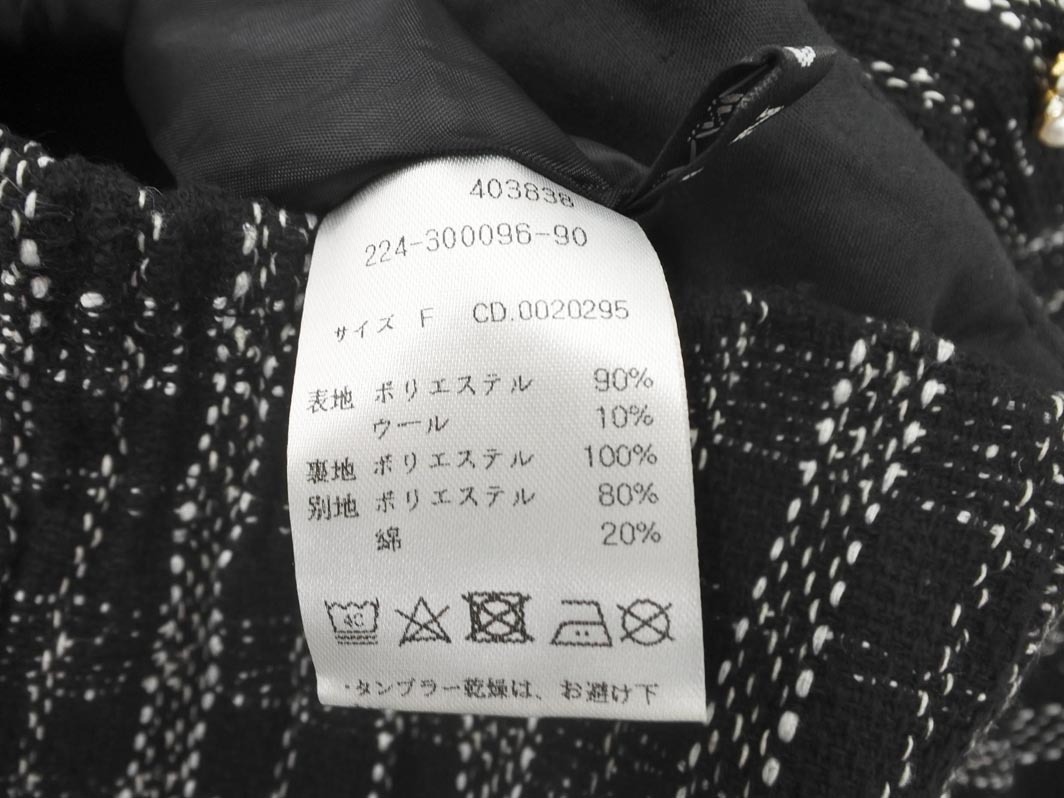 403838
224-300096-90
サイズ F CD.0020295
表地 ポリエステル 90%
ウール 10%
裏地 ポリエステル 100%
別地 ポリエステル 80%
綿 20%
40
・タンブラー乾燥は、お避け下